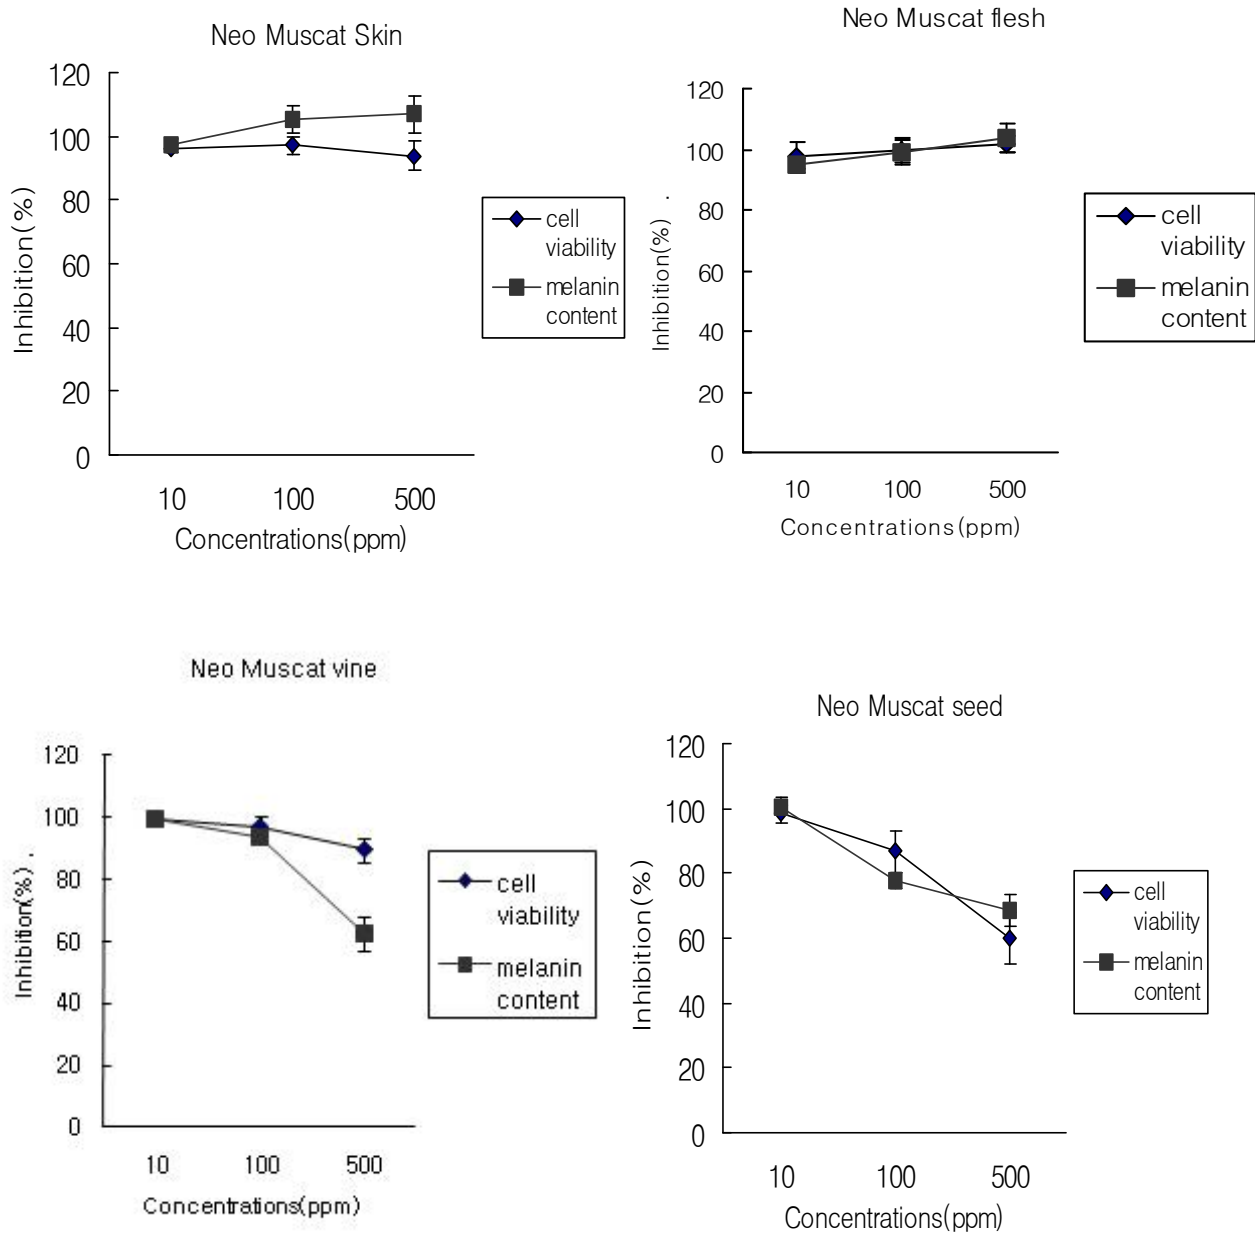 Neo Muscat Skin
120
100
80
60
40
20
0
Inhibition(%)
10 100 500
Concentrations(ppm)
cell
viability
melanin
content
Neo Muscat flesh
120
100
80
60
40
20
0
Inhibition(%) .
10 100 500
Concentrations(ppm)
cell
viability
melanin
content
Neo Muscat vine
120
100
80
60
40
20
0
Inhibition(%) .
10 100 500
Concentrations(ppm)
cell
viability
melanin
content
Neo Muscat seed
120
100
80
60
40
20
0
Inhibition(%)
10 100 500
Concentrations(ppm)
cell
viability
melanin
content